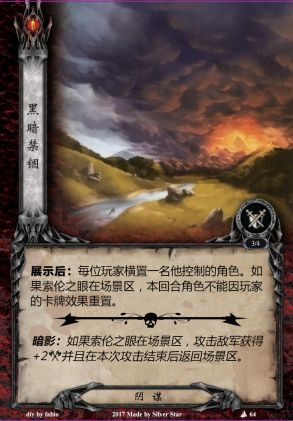 黑暗禁锢
3/4
展示后：每位玩家横置一名他控制的角色。如
果索伦之眼在场景区，本回合角色不能因玩家
的卡牌效果重置。
暗影：如果索伦之眼在场景区，攻击敌军获得
+2并且在本次攻击结束后返回场景区。
阴谋
diy by fabio
2017 Made by Silver Star
64